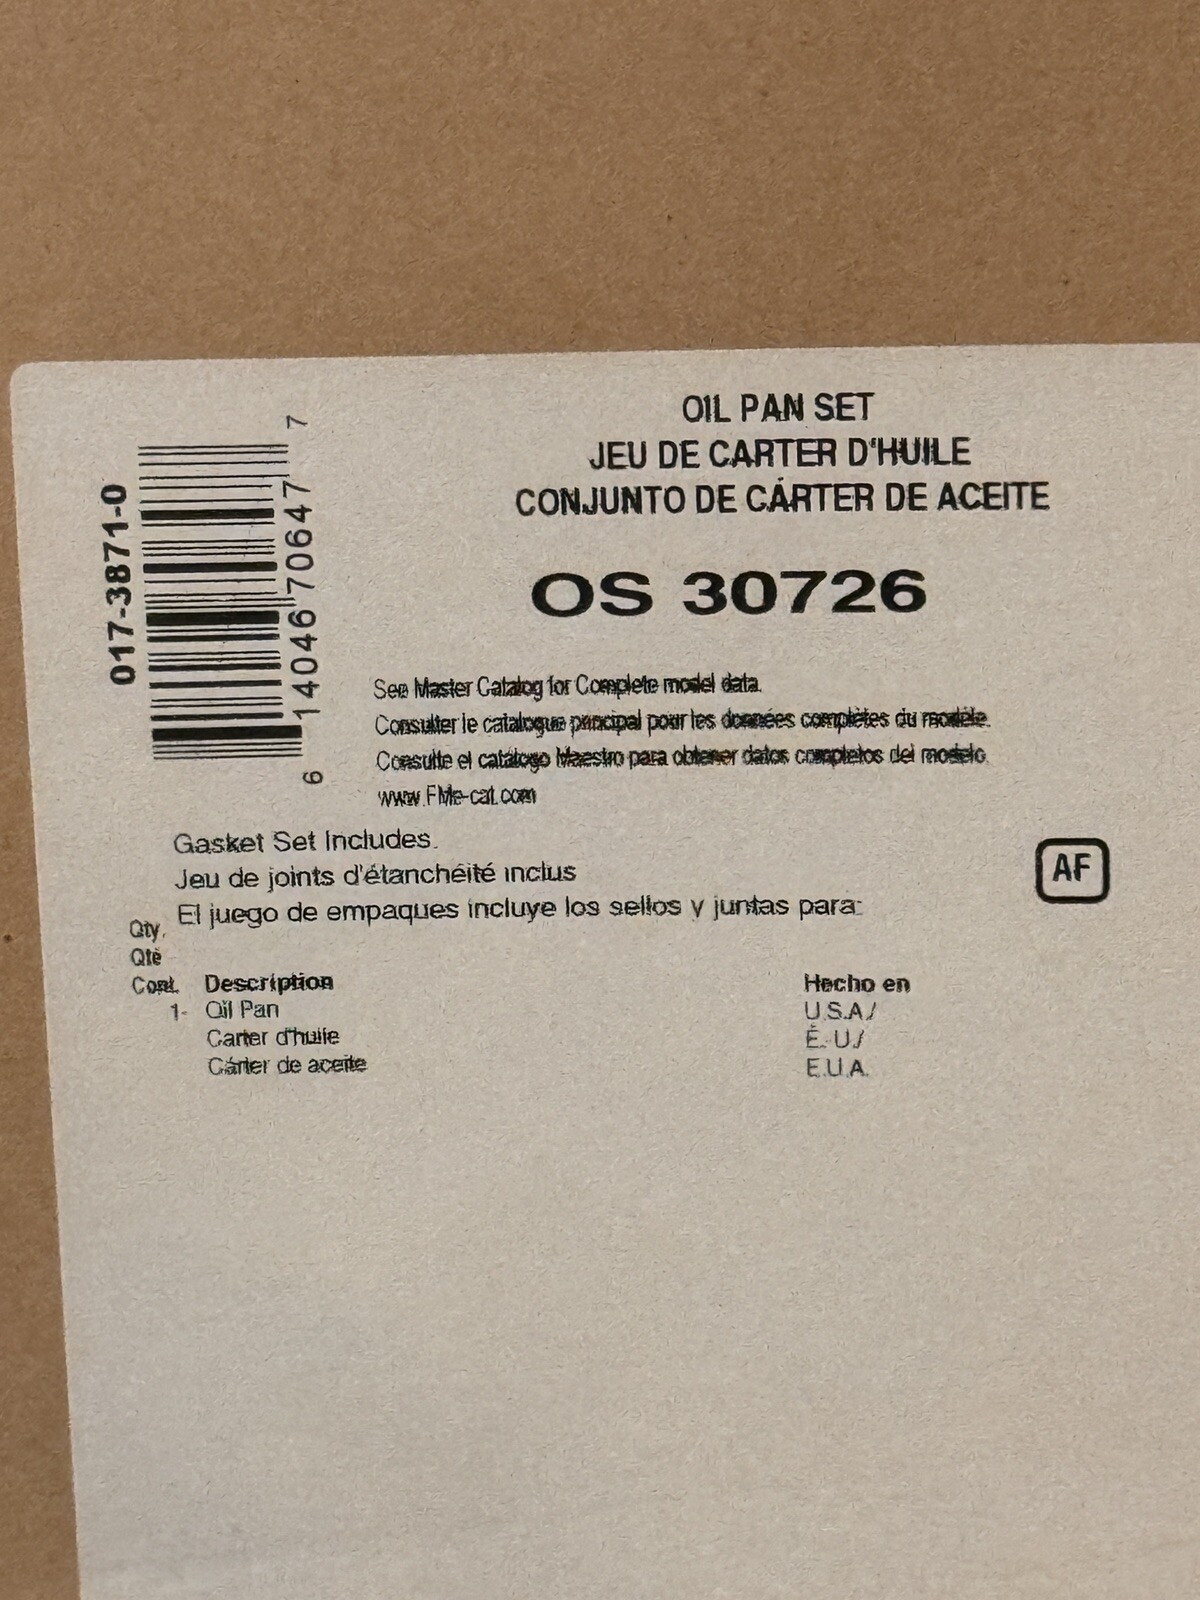 OIL PAN SET
JEU DE CARTER D'HUILE
CONJUNTO DE CÁRTER DE ACEITE
017-3871-0
6 14046 70647 7
OS 30726
See Master Catalog for Complete model data.
Consulter le catalogue principal pour les données complètes du modèle.
Consulte el catálogo Maestro para obtener datos completos del modelo
www.FMe-cat.com
Gasket Set Includes.
Jeu de joints d'étanchéité inclus
El juego de empaques incluye los sellos y juntas para:
AF
Qty.
Qté
Cont. Description Hecho en
1- Oil Pan U.S.A./
Carter d'huile É.-U./
Cárter de aceite E.U.A.